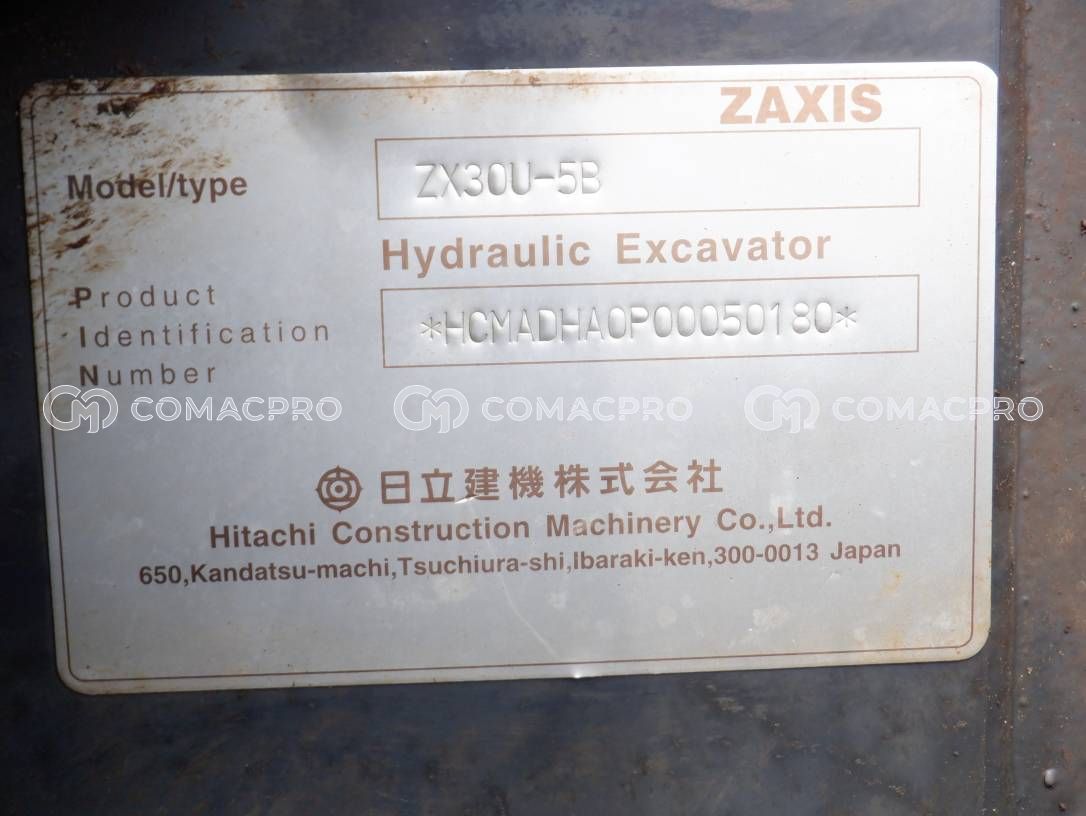 ZAXIS
Model/type ZX30U-5B
Hydraulic Excavator
Product
Identification
Number
*HCMADHA0P00050180*
COMACPRO COMACPRO COMACPRO
日立建機株式会社
Hitachi Construction Machinery Co.,Ltd.
650,Kandatsu-machi,Tsuchiura-shi,Ibaraki-ken,300-0013 Japan